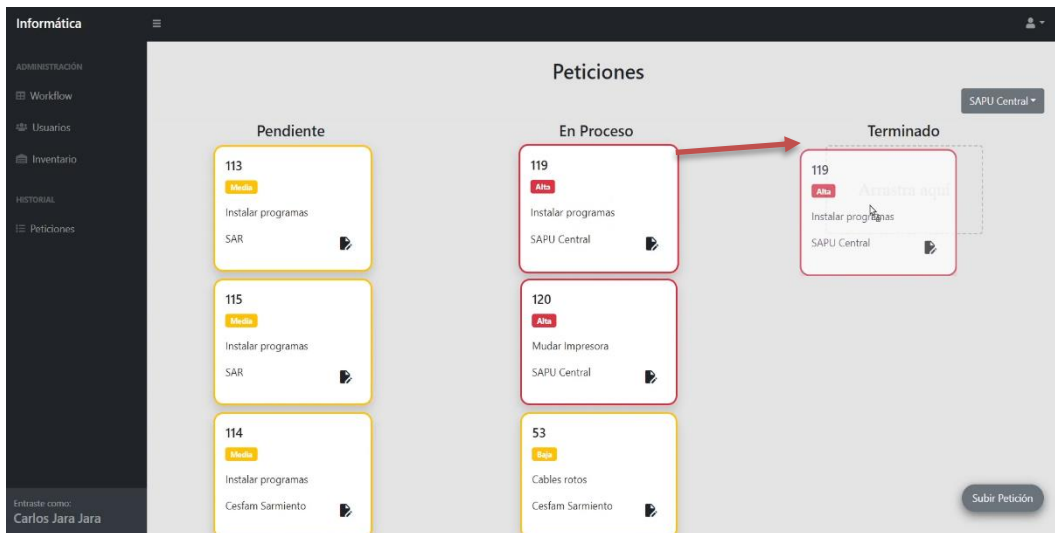 Informática
ADMINISTRACIÓN
Workflow
Usuarios
Inventario
HISTORIAL
Peticiones
Entraste como:
Carlos Jara Jara
Peticiones
SAPU Central
Pendiente
113
Media
Instalar programas
SAR
115
Media
Instalar programas
SAR
114
Media
Instalar programas
Cesfam Sarmiento
En Proceso
119
Alta
Instalar programas
SAPU Central
120
Alta
Mudar Impresora
SAPU Central
53
Baja
Cables rotos
Cesfam Sarmiento
Terminado
119
Alta
Arrastra aquí
Instalar programas
SAPU Central
Subir Petición